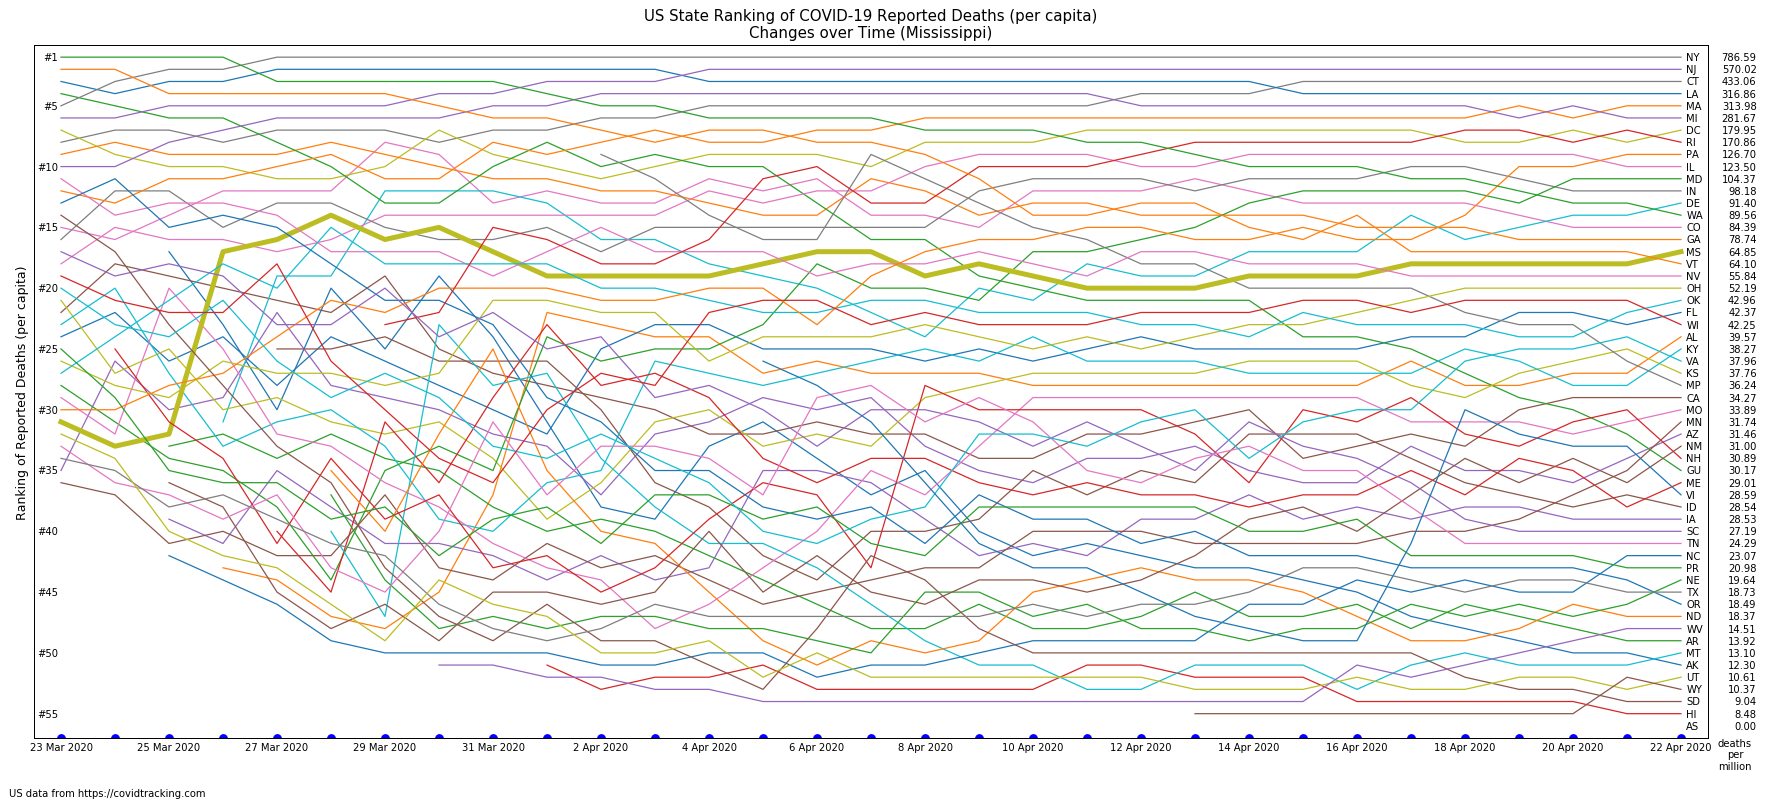 US State Ranking of COVID-19 Reported Deaths (per capita)
Changes over Time (Mississippi)
Ranking of Reported Deaths (per capita)
#1
#5
#10
#15
#20
#25
#30
#35
#40
#45
#50
#55
NY 786.59
NJ 570.02
CT 433.06
LA 316.86
MA 313.98
MI 281.67
DC 179.95
RI 170.86
PA 126.70
IL 123.50
MD 104.37
IN 98.18
DE 91.40
WA 89.56
CO 84.39
GA 78.74
MS 64.85
VT 64.10
NV 55.84
OH 52.19
OK 42.96
FL 42.37
WI 42.25
AL 39.57
KY 38.27
VA 37.96
KS 37.76
MP 36.24
CA 34.27
MO 33.89
MN 31.74
AZ 31.46
NM 31.00
NH 30.89
GU 30.17
ME 29.01
VI 28.59
ID 28.54
IA 28.53
SC 27.19
TN 24.29
NC 23.07
PR 20.98
NE 19.64
TX 18.73
OR 18.49
ND 18.37
WV 14.51
AR 13.92
MT 13.10
AK 12.30
UT 10.61
WY 10.37
SD 9.04
HI 8.48
AS 0.00
23 Mar 2020 25 Mar 2020 27 Mar 2020 29 Mar 2020 31 Mar 2020 2 Apr 2020 4 Apr 2020 6 Apr 2020 8 Apr 2020 10 Apr 2020 12 Apr 2020 14 Apr 2020 16 Apr 2020 18 Apr 2020 20 Apr 2020 22 Apr 2020
deaths
per
million
US data from https://covidtracking.com